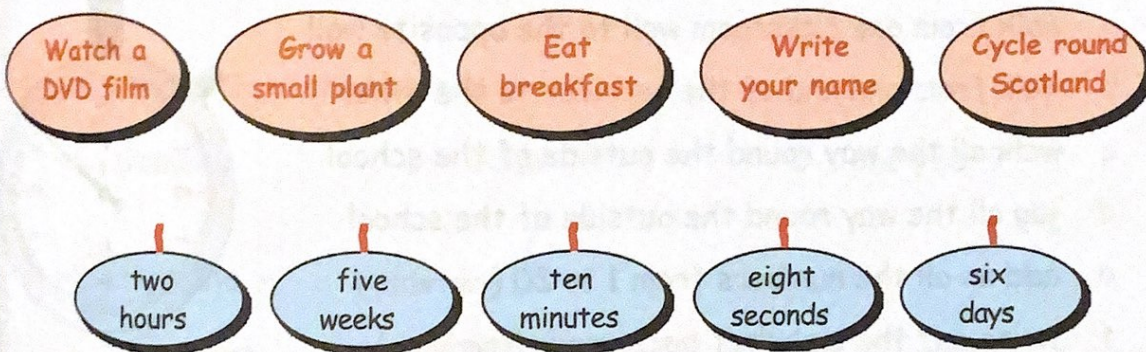 Watch a
DVD film
Grow a
small plant
Eat
breakfast
Write
your name
Cycle round
Scotland
two
hours
five
weeks
ten
minutes
eight
seconds
six
days